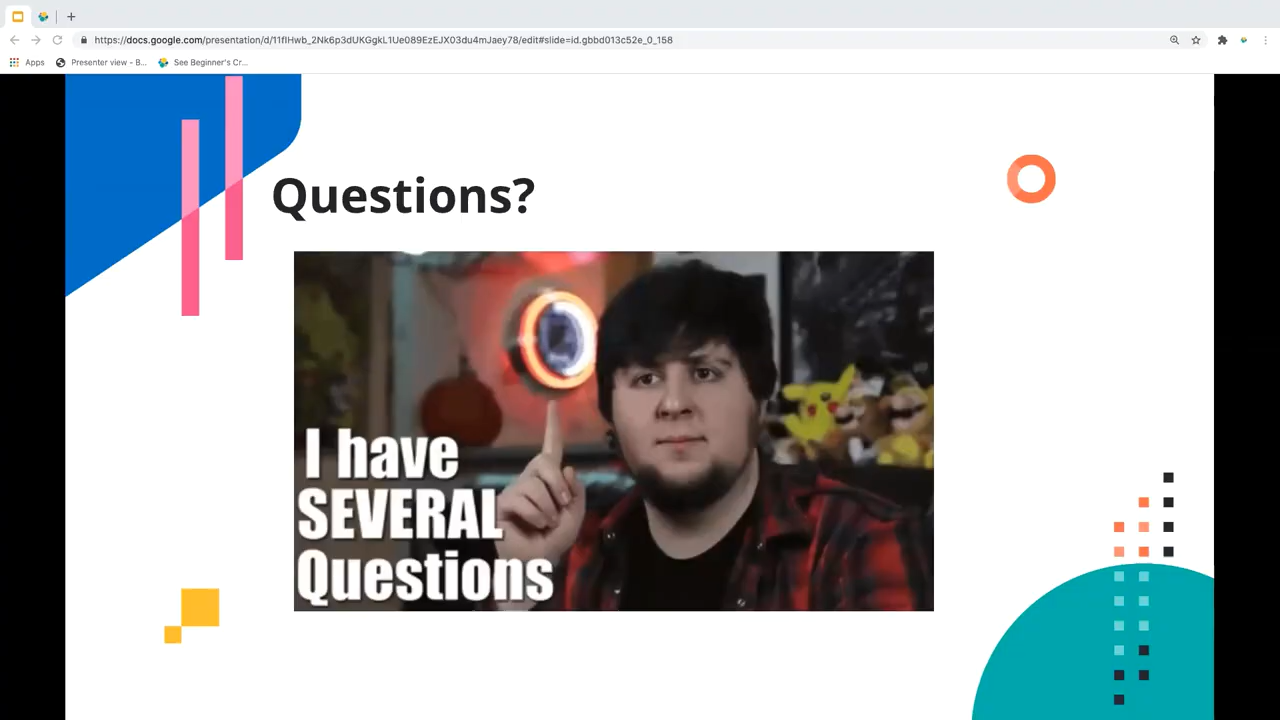 https://docs.google.com/presentation/d/11flHwb_2Nk6p3dUKGgkL1Ue089EzEJX03du4mJaey78/edit#slide=id.gbbd013c52e_0_158
Apps Presenter view - B... See Beginner's Cr...
Questions?
I have
SEVERAL
Questions